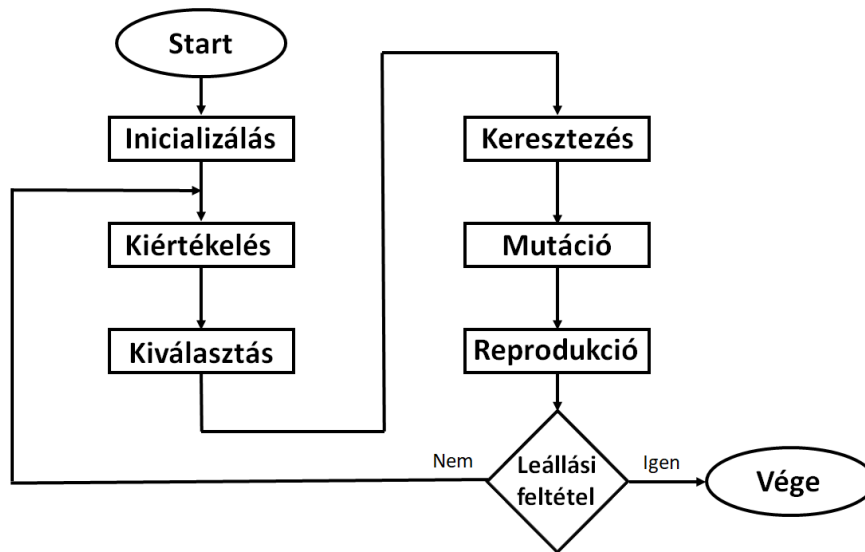 Start
Inicializálás
Kiértékelés
Kiválasztás
Keresztezés
Mutáció
Reprodukció
Leállási
feltétel
Nem
Igen
Vége